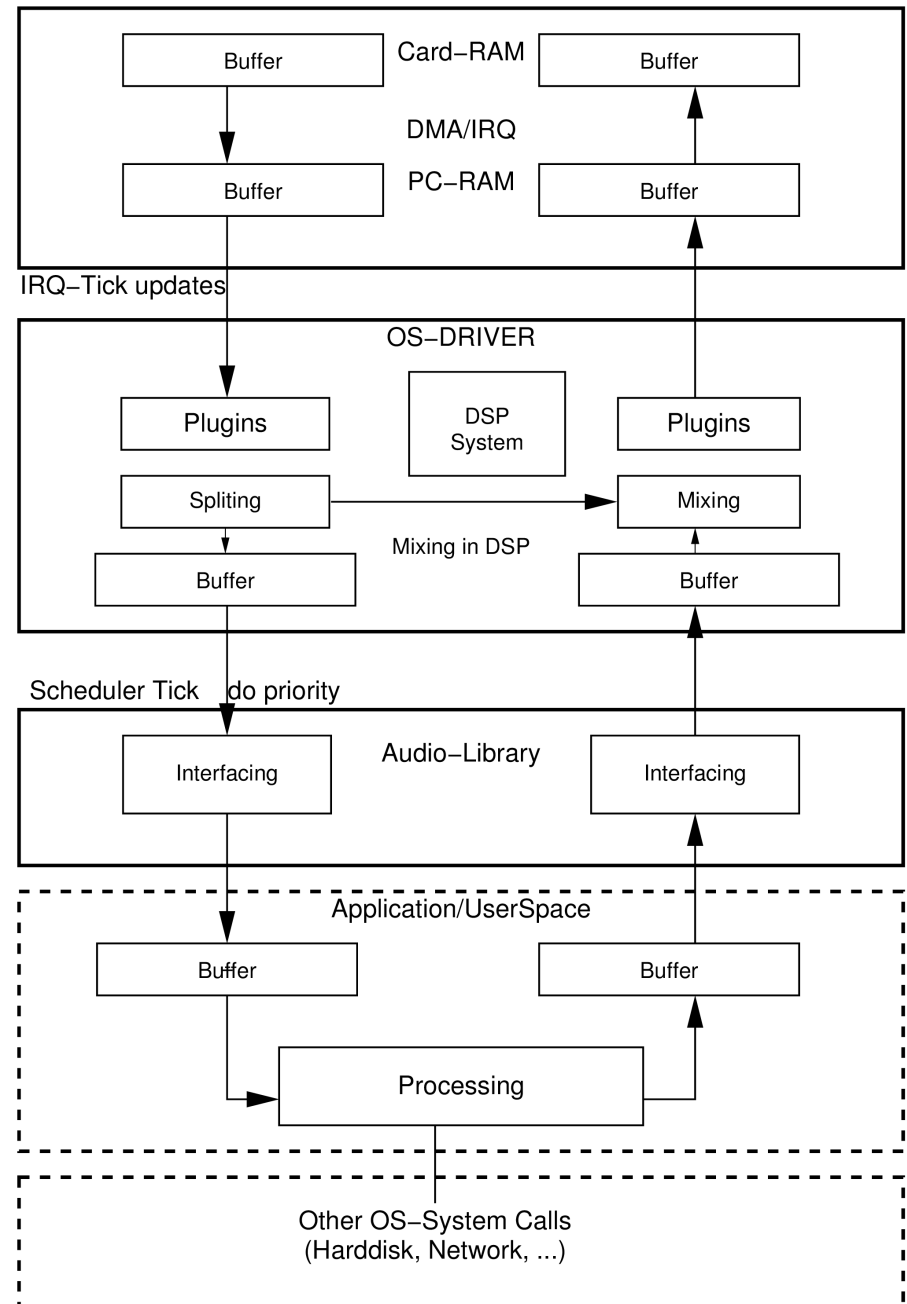 Buffer
Card−RAM
Buffer
DMA/IRQ
Buffer
PC−RAM
Buffer
IRQ−Tick updates
OS−DRIVER
Plugins
DSP
System
Plugins
Spliting
Mixing
Mixing in DSP
Buffer
Buffer
Scheduler Tick do priority
Audio−Library
Interfacing
Interfacing
Application/UserSpace
Buffer
Buffer
Processing
Other OS−System Calls
(Harddisk, Network, ...)